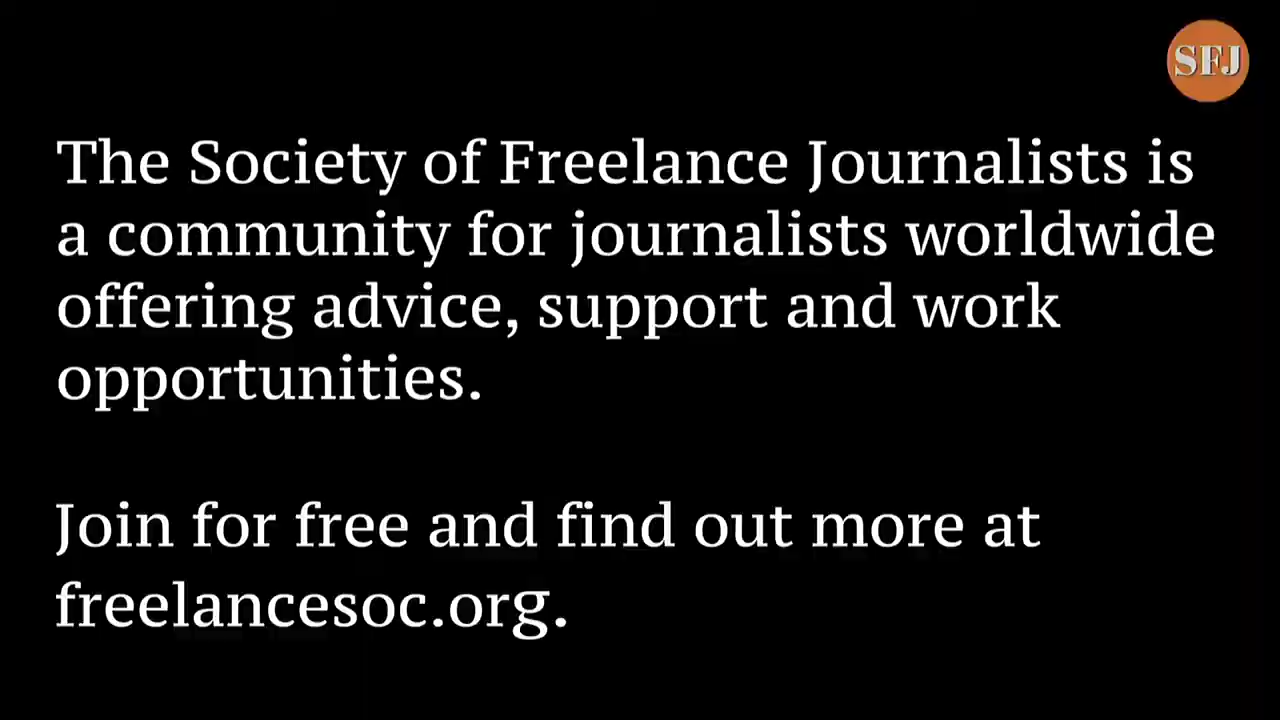 SFJ
The Society of Freelance Journalists is
a community for journalists worldwide
offering advice, support and work
opportunities.
Join for free and find out more at
freelancesoc.org.